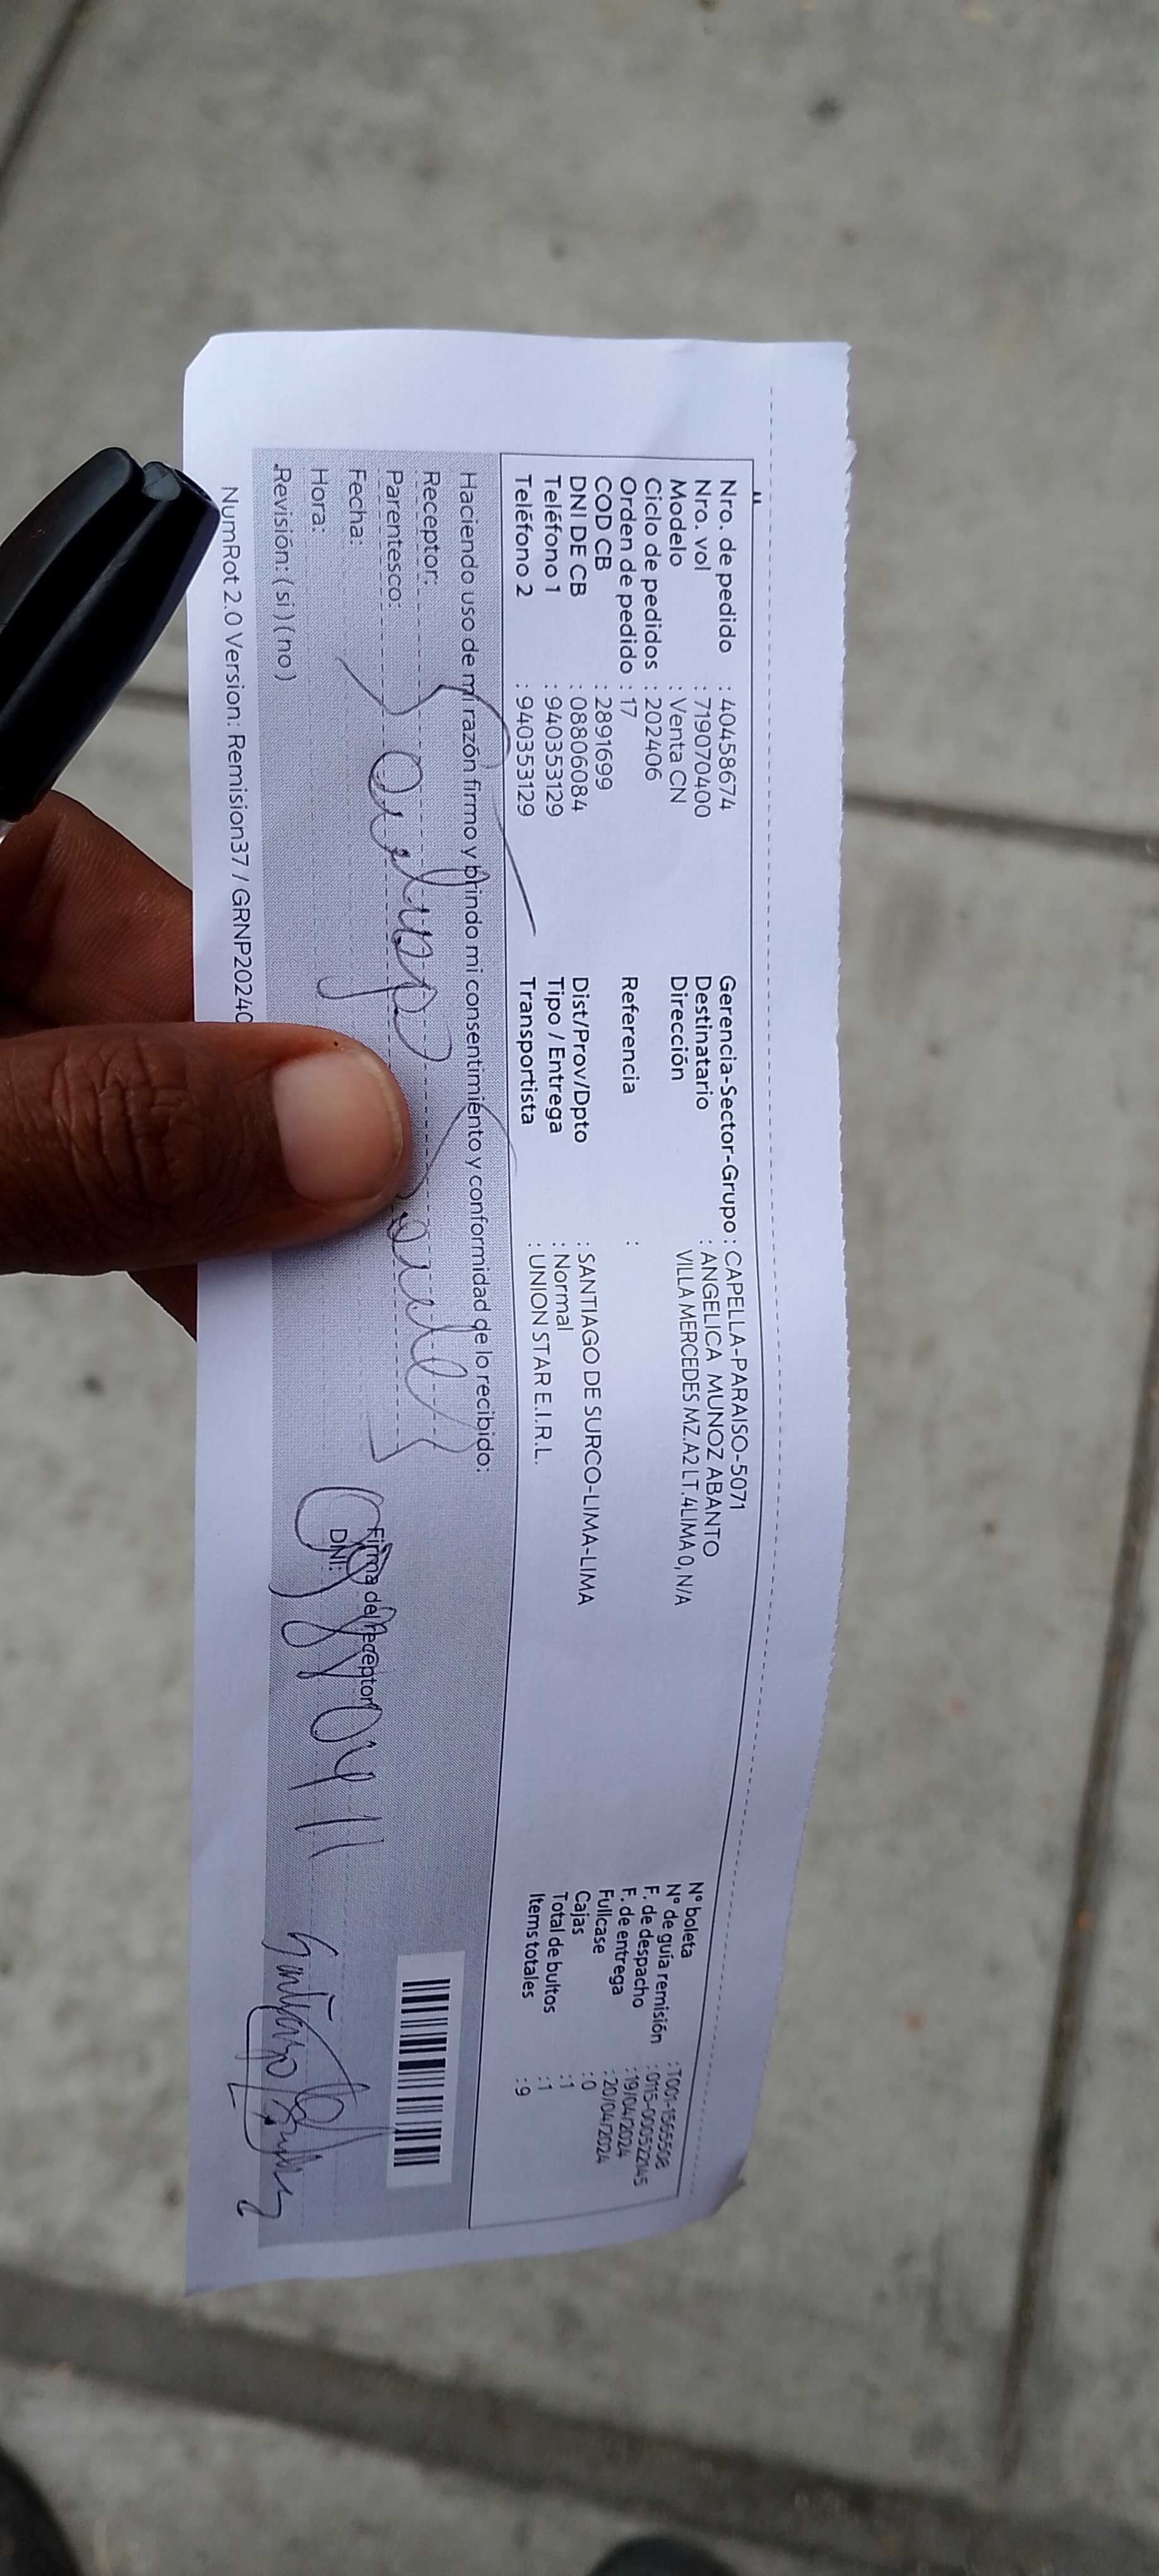 Nro. de pedido : 40458674
Nro. vol : 719070400
Modelo : Venta CN
Ciclo de pedidos : 202406
Orden de pedido : 17
COD CB : 2891699
DNI DE CB : 08806084
Teléfono 1 : 940353129
Teléfono 2 : 940353129
Gerencia-Sector-Grupo : CAPELLA-PARAISO-5071
Destinatario : ANGELICA MUNOZ ABANTO
Dirección VILLA MERCEDES MZ.A2 LT.4LIMA 0, N/A
Referencia :
Dist/Prov/Dpto : SANTIAGO DE SURCO-LIMA-LIMA
Tipo / Entrega : Normal
Transportista : UNION STAR E.I.R.L.
N° boleta
N° de guía remisión : T001-1566508
F. de despacho : 0115-000522145
F. de entrega : 19/04/2024
Fullcase : 20/04/2024
Cajas : 0
Total de bultos : 1
Items totales : 1
: 9
Haciendo uso de mi razón firmo y brindo mi consentimiento y conformidad de lo recibido:
Receptor:
Parentesco:
Fecha:
Hora:
Revisión: ( si ) ( no )
Firma del receptor
DNI:
NumRot 2.0 Version: Remision37 / GRNP20240